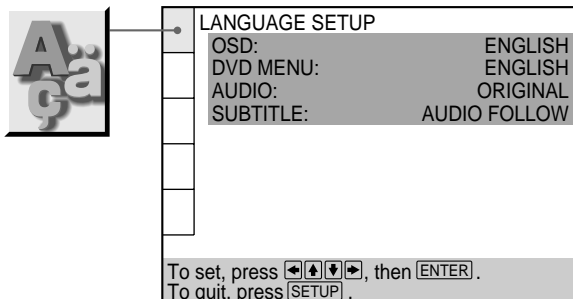 Aäç
LANGUAGE SETUP
OSD: ENGLISH
DVD MENU: ENGLISH
AUDIO: ORIGINAL
SUBTITLE: AUDIO FOLLOW
To set, press ←↑↓→, then ENTER.
To quit, press SETUP.